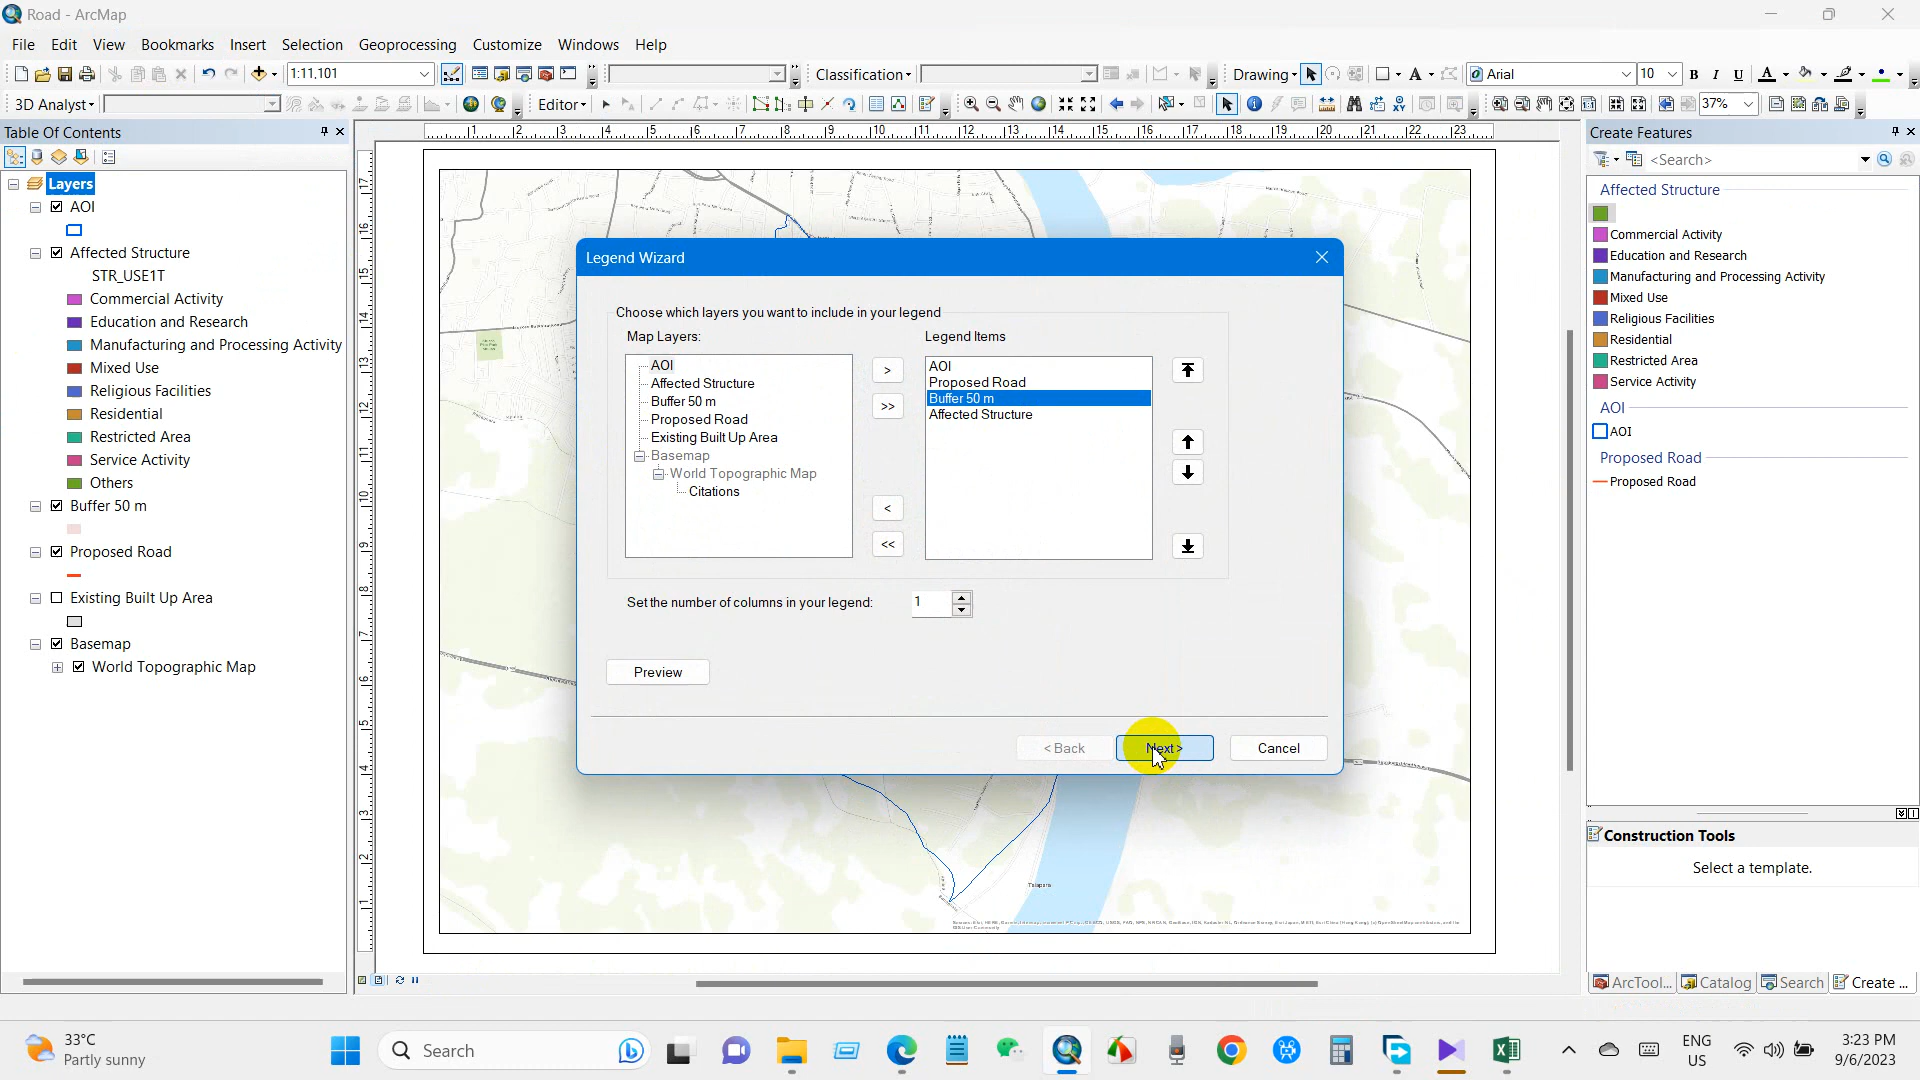 Road - ArcMap
File Edit View Bookmarks Insert Selection Geoprocessing Customize Windows Help
1:11,101 Classification Drawing Arial 10 B I U
3D Analyst Editor 37%
Table Of Contents
Layers
AOI
Affected Structure
STR_USE1T
Commercial Activity
Education and Research
Manufacturing and Processing Activity
Mixed Use
Religious Facilities
Residential
Restricted Area
Service Activity
Others
Buffer 50 m
Proposed Road
Existing Built Up Area
Basemap
World Topographic Map
Legend Wizard
Choose which layers you want to include in your legend
Map Layers:
AOI
Affected Structure
Buffer 50 m
Proposed Road
Existing Built Up Area
Basemap
World Topographic Map
Citations
>
>>
<
<<
Legend Items
AOI
Proposed Road
Buffer 50 m
Affected Structure
Set the number of columns in your legend: 1
Preview
< Back Next > Cancel
Create Features
<Search>
Affected Structure
Commercial Activity
Education and Research
Manufacturing and Processing Activity
Mixed Use
Religious Facilities
Residential
Restricted Area
Service Activity
AOI
AOI
Proposed Road
Proposed Road
Construction Tools
Select a template.
ArcTool... Catalog Search Create ...
33°C
Partly sunny
Search
ENG
US
3:23 PM
9/6/2023